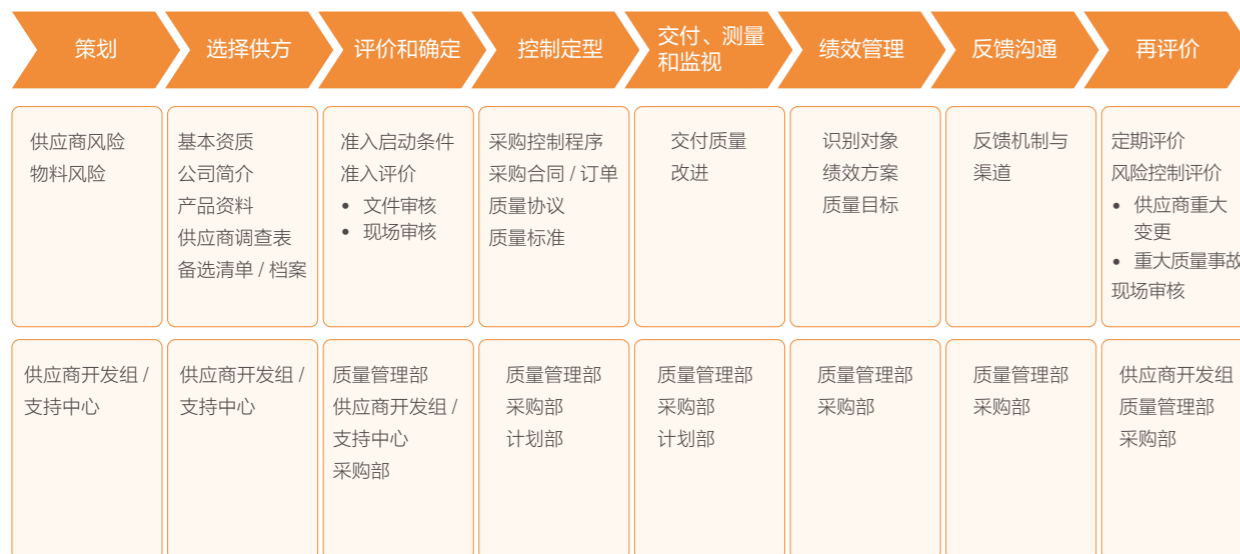 策划
选择供方
评价和确定
控制定型
交付、测量
和监视
绩效管理
反馈沟通
再评价
供应商风险
物料风险
基本资质
公司简介
产品资料
供应商调查表
备选清单 / 档案
准入启动条件
准入评价
• 文件审核
• 现场审核
采购控制程序
采购合同 / 订单
质量协议
质量标准
交付质量
改进
识别对象
绩效方案
质量目标
反馈机制与
渠道
定期评价
风险控制评价
• 供应商重大
变更
• 重大质量事故
现场审核
供应商开发组 /
支持中心
供应商开发组 /
支持中心
质量管理部
供应商开发组 /
支持中心
采购部
质量管理部
采购部
计划部
质量管理部
采购部
计划部
质量管理部
采购部
质量管理部
采购部
供应商开发组
质量管理部
采购部